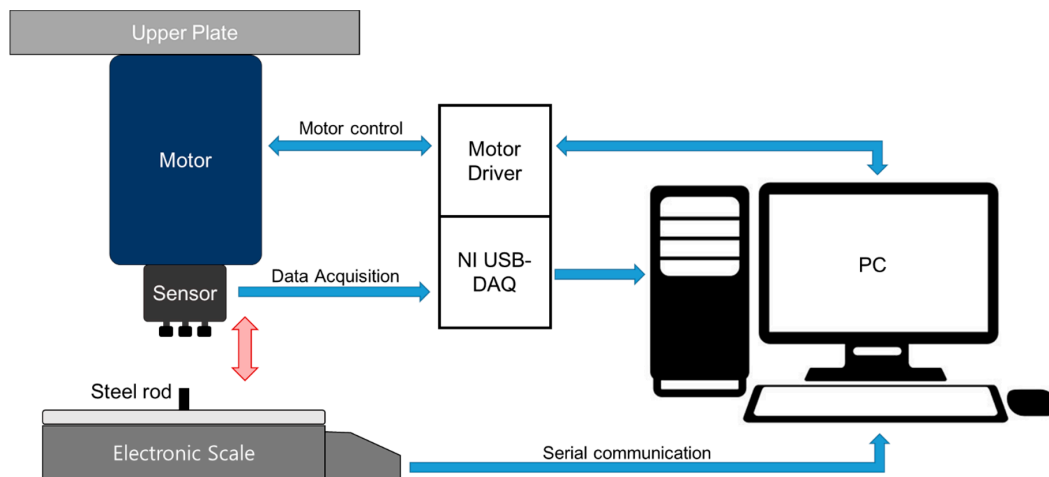 Upper Plate
Motor
Motor control
Motor
Driver
Sensor
Data Acquisition
NI USB-
DAQ
PC
Steel rod
Electronic Scale
Serial communication